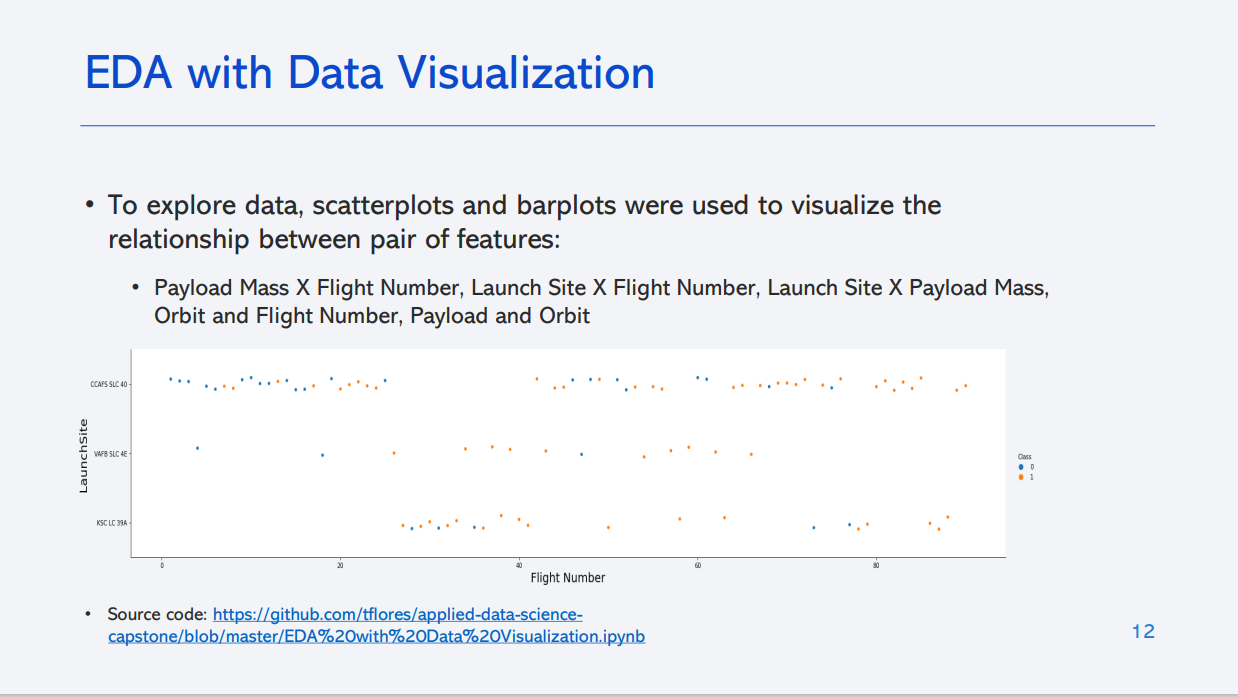 EDA with Data Visualization
• To explore data, scatterplots and barplots were used to visualize the
relationship between pair of features:
• Payload Mass X Flight Number, Launch Site X Flight Number, Launch Site X Payload Mass,
Orbit and Flight Number, Payload and Orbit
LaunchSite
CCAFS SLC 40
VAFB SLC 4E
KSC LC 39A
0 20 40 60 80
Flight Number
Class
0
1
• Source code: https://github.com/tflores/applied-data-science-
capstone/blob/master/EDA%20with%20Data%20Visualization.ipynb
12